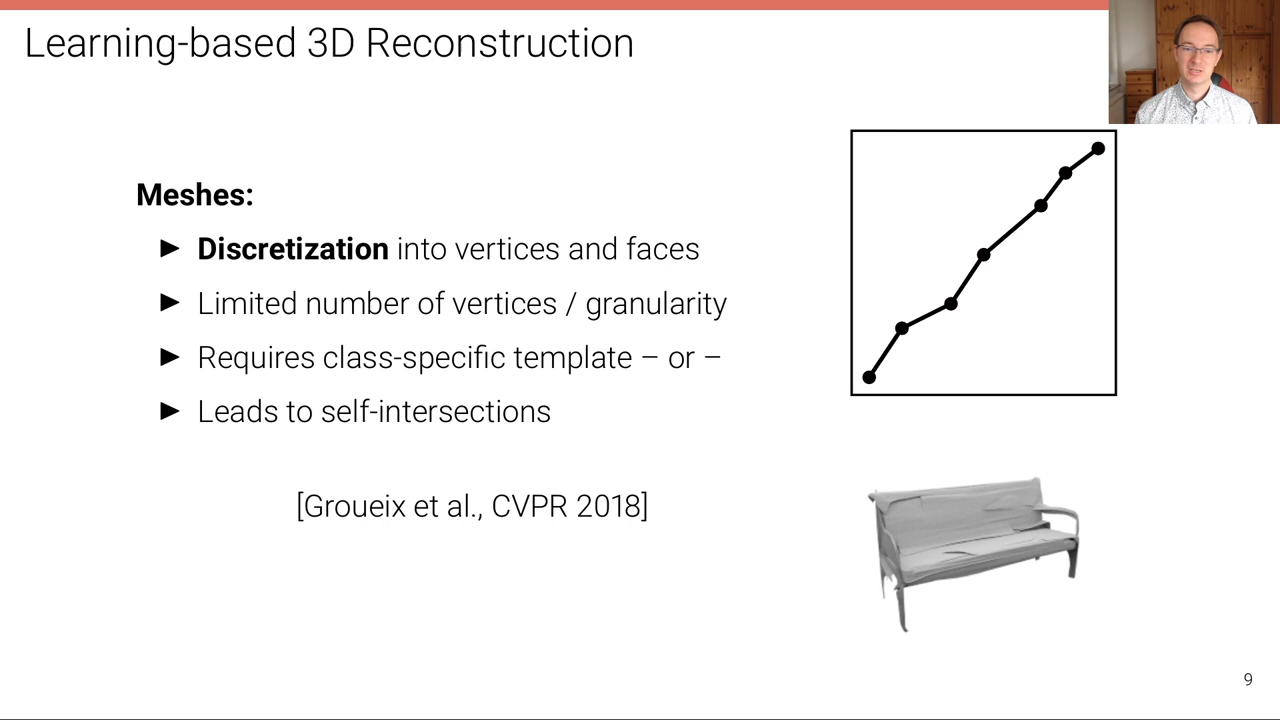 Learning-based 3D Reconstruction
Meshes:
► Discretization into vertices and faces
► Limited number of vertices / granularity
► Requires class-specific template – or –
► Leads to self-intersections
[Groueix et al., CVPR 2018]
9